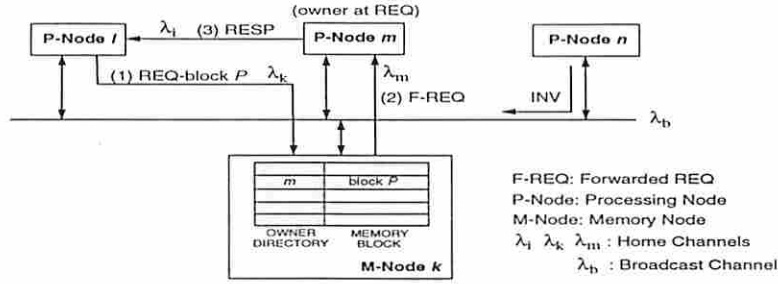 (owner at REQ)
P-Node l
λi (3) RESP
P-Node m
P-Node n
(1) REQ-block P λk
λm
(2) F-REQ
INV
λb
m block P
OWNER DIRECTORY
MEMORY BLOCK
M-Node k
F-REQ: Forwarded REQ
P-Node: Processing Node
M-Node: Memory Node
λi λk λm : Home Channels
λb : Broadcast Channel